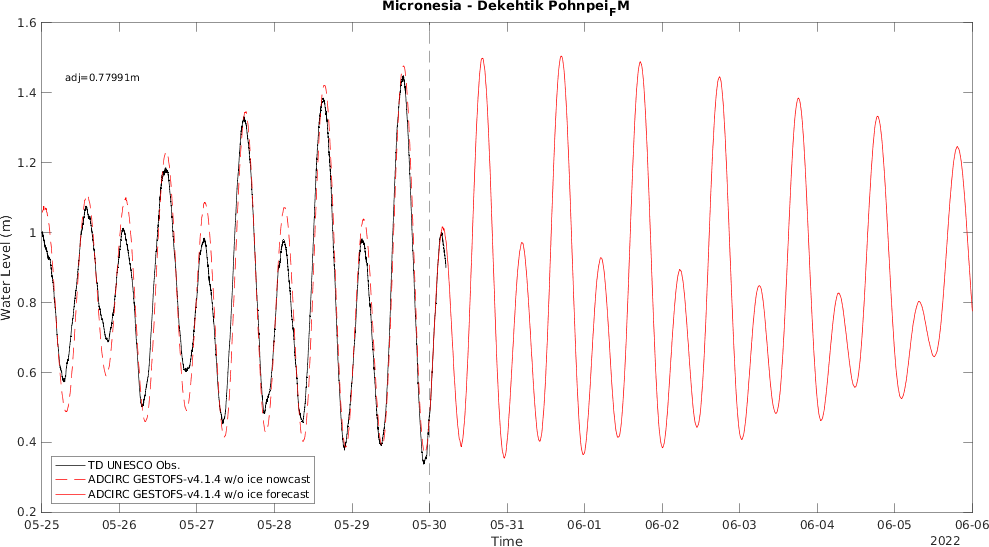 Micronesia - Dekehtik Pohnpei_FM
1.6
adj=0.77991m
1.4
1.2
1
0.8
0.6
0.4
0.2
Water Level (m)
TD UNESCO Obs.
ADCIRC GESTOFS-v4.1.4 w/o ice nowcast
ADCIRC GESTOFS-v4.1.4 w/o ice forecast
05-25 05-26 05-27 05-28 05-29 05-30 05-31 06-01 06-02 06-03 06-04 06-05 06-06
Time
2022